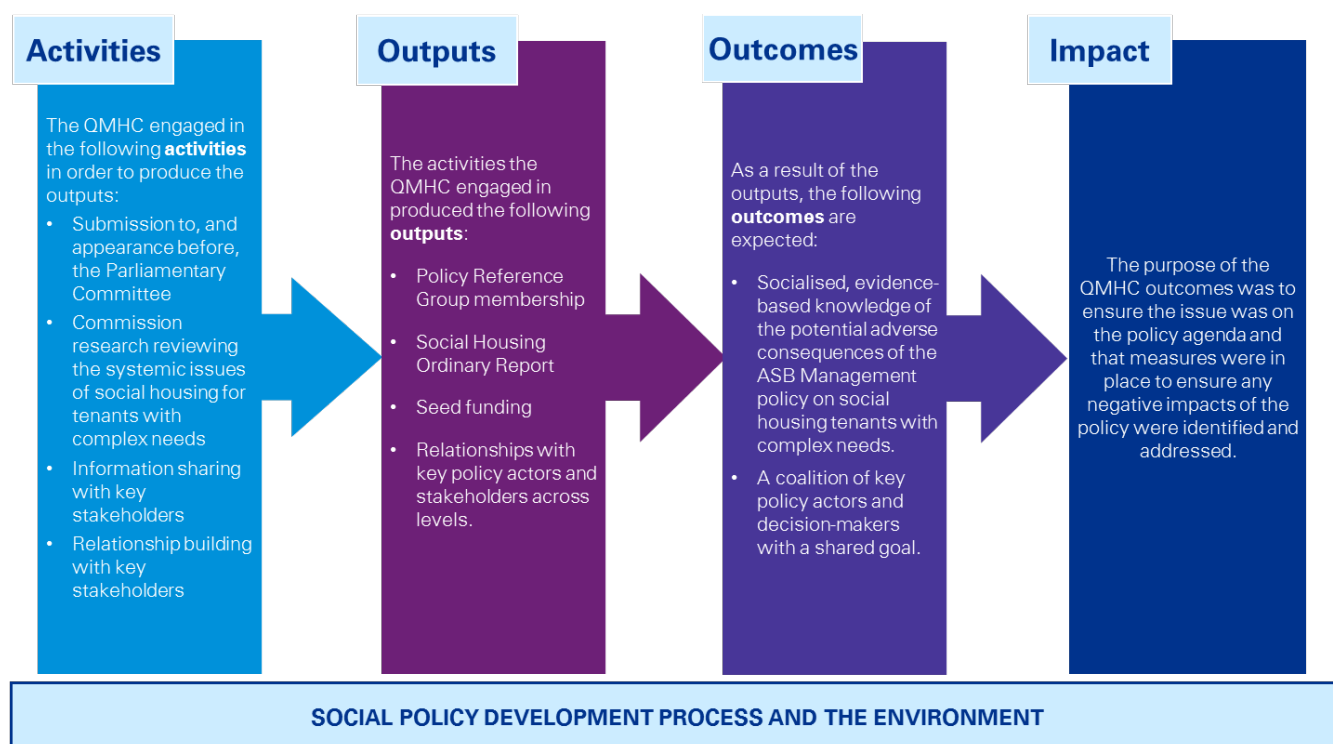 Activities
The QMHC engaged in
the following activities
in order to produce the
outputs:
• Submission to, and
appearance before,
the Parliamentary
Committee
• Commission
research reviewing
the systemic issues
of social housing for
tenants with
complex needs
• Information sharing
with key
stakeholders
• Relationship building
with key
stakeholders
Outputs
The activities the
QMHC engaged in
produced the following
outputs:
• Policy Reference
Group membership
• Social Housing
Ordinary Report
• Seed funding
• Relationships with
key policy actors and
stakeholders across
levels.
Outcomes
As a result of the
outputs, the following
outcomes are
expected:
• Socialised, evidence-
based knowledge of
the potential adverse
consequences of the
ASB Management
policy on social
housing tenants with
complex needs.
• A coalition of key
policy actors and
decision-makers
with a shared goal.
Impact
The purpose of the
QMHC outcomes was to
ensure the issue was on
the policy agenda and
that measures were in
place to ensure any
negative impacts of the
policy were identified and
addressed.
SOCIAL POLICY DEVELOPMENT PROCESS AND THE ENVIRONMENT